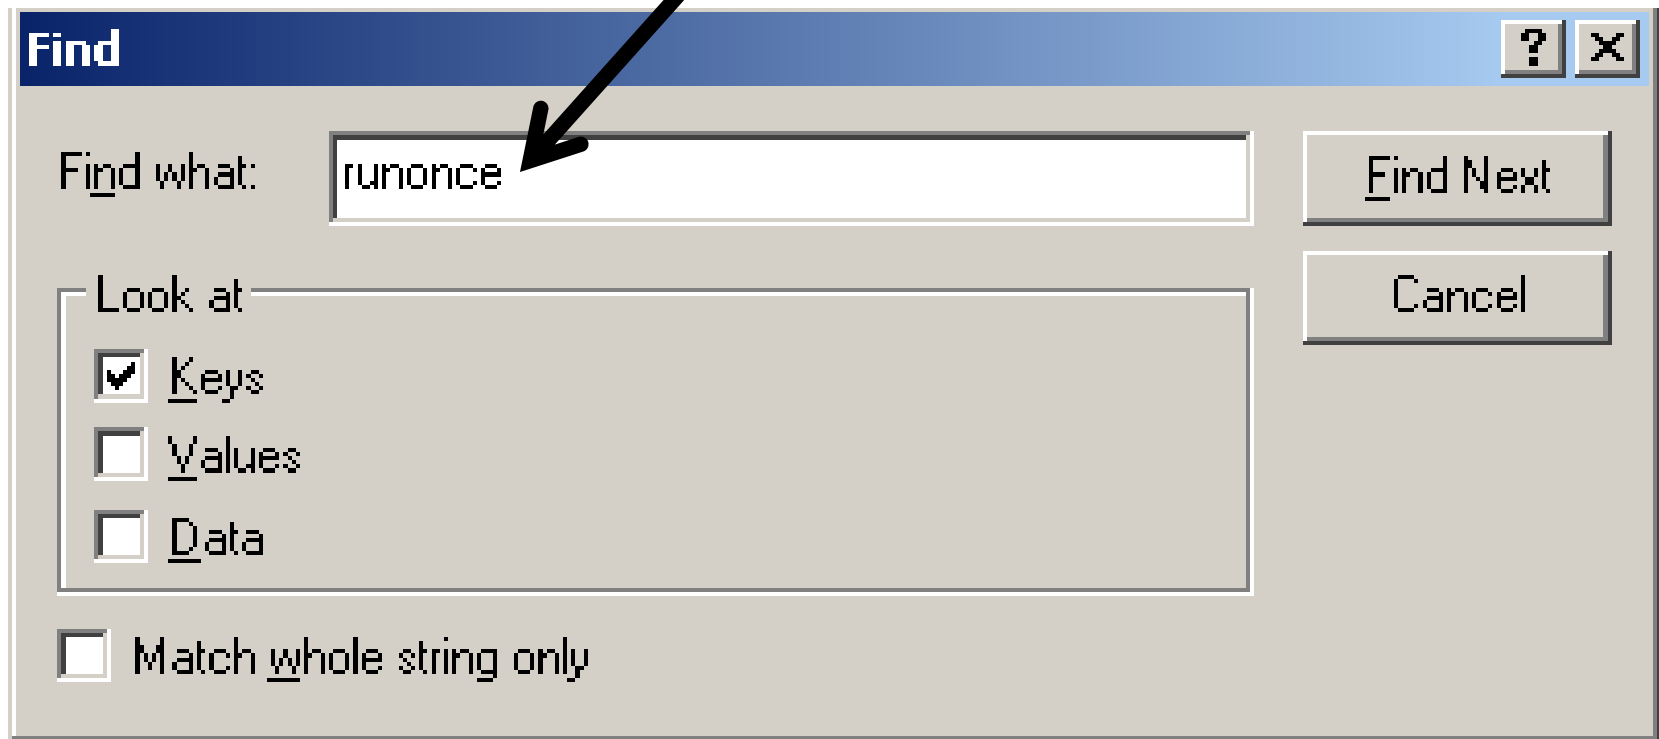 Find
Find what: runonce
Find Next
Cancel
Look at
Keys
Values
Data
Match whole string only